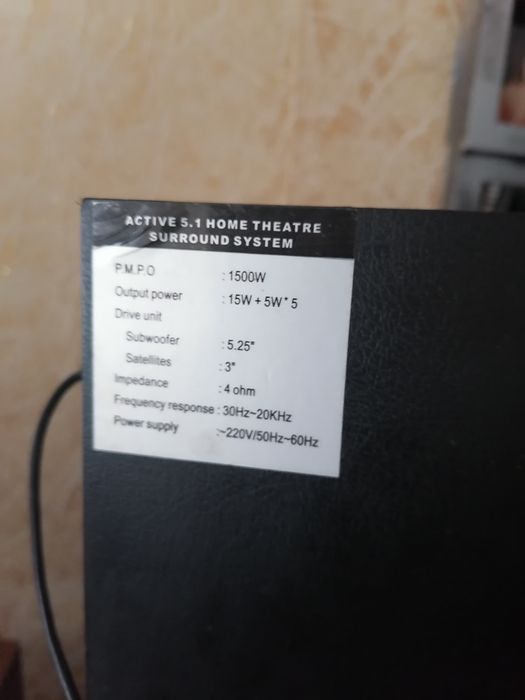 ACTIVE 5.1 HOME THEATRE
SURROUND SYSTEM
P.M.P.O : 1500W
Output power : 15W + 5W * 5
Drive unit
Subwoofer : 5.25"
Satellites : 3"
Impedance : 4 ohm
Frequency response : 30Hz~20KHz
Power supply :~220V/50Hz~60Hz